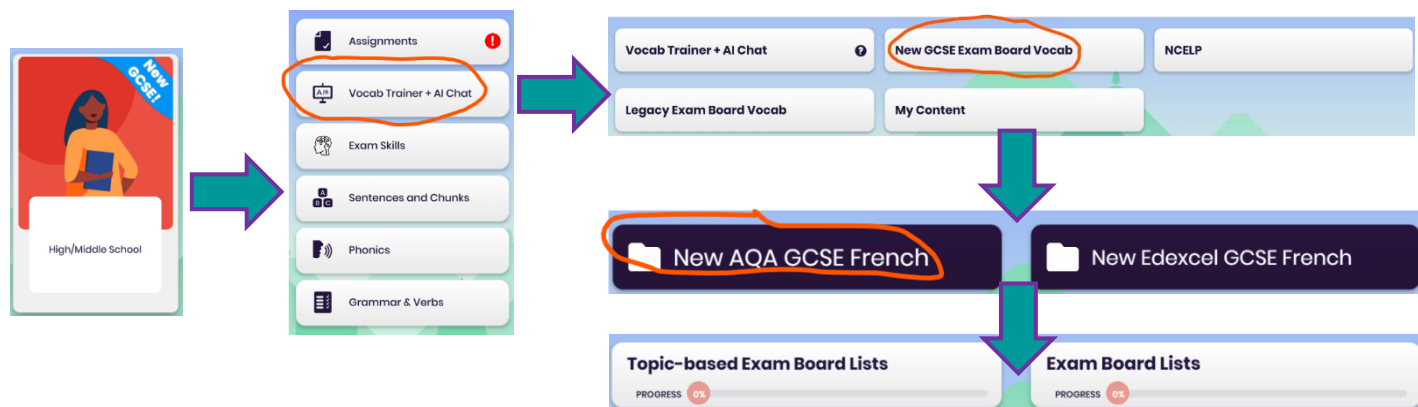 New
GCSE!
High/Middle School
Assignments
Vocab Trainer + AI Chat
Exam Skills
Sentences and Chunks
Phonics
Grammar & Verbs
Vocab Trainer + AI Chat
New GCSE Exam Board Vocab
NCELP
Legacy Exam Board Vocab
My Content
New AQA GCSE French
New Edexcel GCSE French
Topic-based Exam Board Lists
PROGRESS 0%
Exam Board Lists
PROGRESS 0%